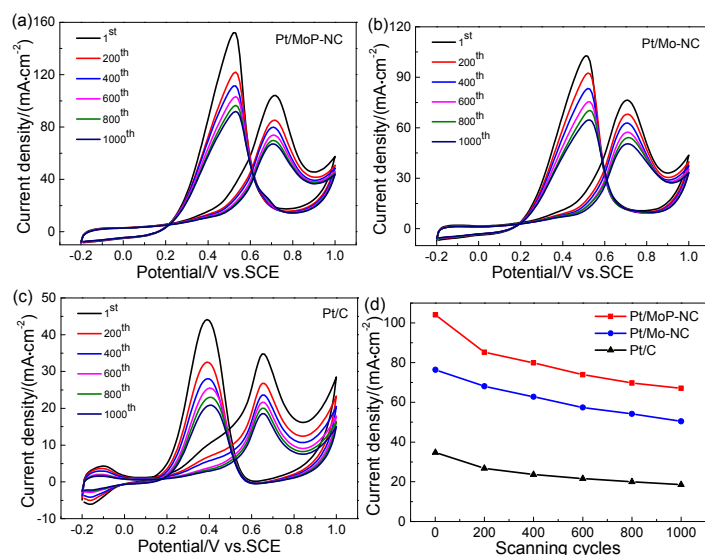 (a)
Pt/MoP-NC
1st
200th
400th
600th
800th
1000th
Current density/(mA·cm-2)
160
120
80
40
0
-0.2 0.0 0.2 0.4 0.6 0.8 1.0
Potential/V vs.SCE
(b)
Pt/Mo-NC
1st
200th
400th
600th
800th
1000th
Current density/(mA·cm-2)
120
90
60
30
0
-0.2 0.0 0.2 0.4 0.6 0.8 1.0
Potential/V vs.SCE
(c)
Pt/C
1st
200th
400th
600th
800th
1000th
Current density/(mA·cm-2)
50
40
30
20
10
0
-10
-0.2 0.0 0.2 0.4 0.6 0.8 1.0
Potential/V vs.SCE
(d)
Pt/MoP-NC
Pt/Mo-NC
Pt/C
Current density/(mA·cm-2)
100
80
60
40
20
0
0 200 400 600 800 1000
Scanning cycles